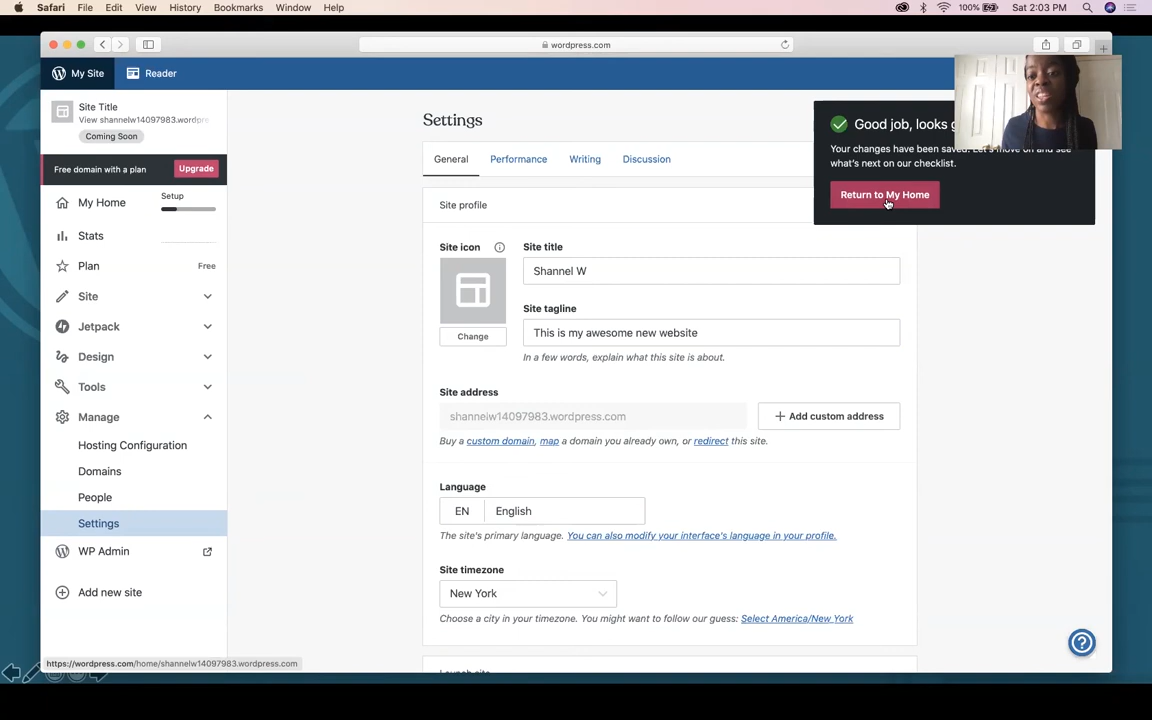 Safari File Edit View History Bookmarks Window Help 100% Sat 2:03 PM
wordpress.com
My Site Reader
Site Title
View shannelw14097983.wordpre
Coming Soon
Free domain with a plan Upgrade
My Home Setup
Stats
Plan Free
Site
Jetpack
Design
Tools
Manage
Hosting Configuration
Domains
People
Settings
WP Admin
Add new site
https://wordpress.com/home/shannelw14097983.wordpress.com
Settings
General Performance Writing Discussion
Site profile
Site icon
Change
Site title
Shannel W
Site tagline
This is my awesome new website
In a few words, explain what this site is about.
Site address
shannelw14097983.wordpress.com
Add custom address
Buy a custom domain, map a domain you already own, or redirect this site.
Language
EN English
The site's primary language. You can also modify your interface's language in your profile.
Site timezone
New York
Choose a city in your timezone. You might want to follow our guess: Select America/New York
Launch site
Good job, looks
Your changes have been saved. Let's move on and see
what's next on our checklist.
Return to My Home